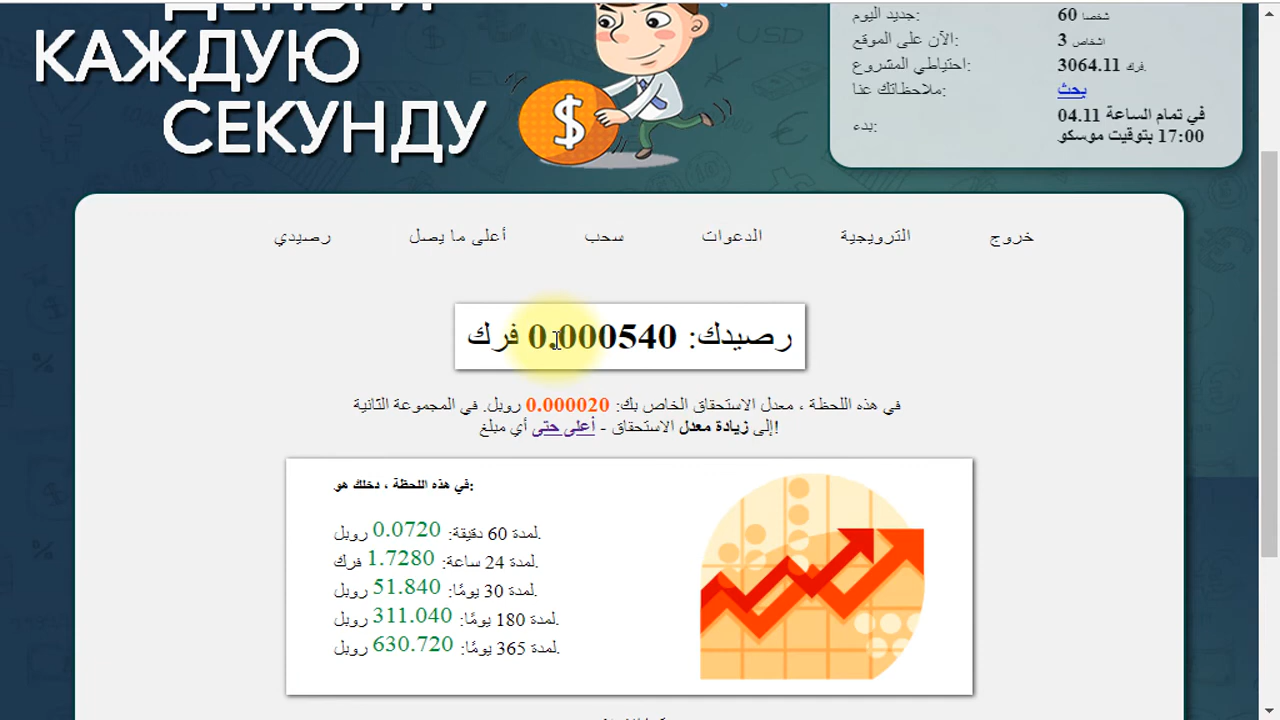 КАЖДУЮ
СЕКУНДУ
جديد اليوم: 60 شخصا
الآن على الموقع: 3 اشخاص
احتياطي المشروع: 3064.11 فرك.
ملاحظاتك عنا: بحث
بدء: في تمام الساعة 04.11
17:00 بتوقيت موسكو
خروج الترويجية الدعوات سحب أعلى ما يصل رصيدي
رصيدك: 0.000540 فرك
في هذه اللحظة ، معدل الاستحقاق الخاص بك: 0.000020 روبل. في المجموعة الثانية
إلى زيادة معدل الاستحقاق - أعلى حتى أي مبلغ!
في هذه اللحظة ، دخلك هو:
لمدة 60 دقيقة: 0.0720 روبل.
لمدة 24 ساعة: 1.7280 فرك.
لمدة 30 يومًا: 51.840 روبل.
لمدة 180 يومًا: 311.040 روبل.
لمدة 365 يومًا: 630.720 روبل.
USD